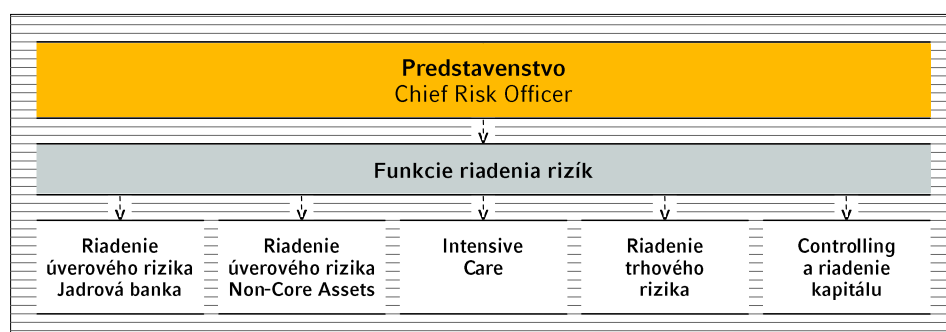 Predstavenstvo
Chief Risk Officer
Funkcie riadenia rizík
Riadenie
úverového rizika
Jadrová banka
Riadenie
úverového rizika
Non-Core Assets
Intensive
Care
Riadenie
trhového
rizika
Controlling
a riadenie
kapitálu